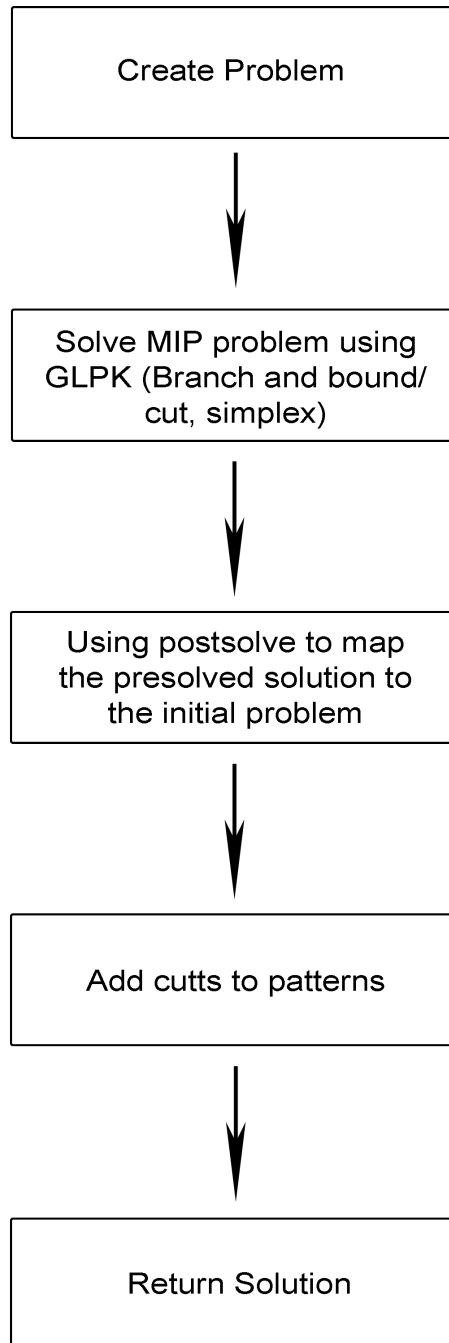 Create Problem
Solve MIP problem using
GLPK (Branch and bound/
cut, simplex)
Using postsolve to map
the presolved solution to
the initial problem
Add cutts to patterns
Return Solution